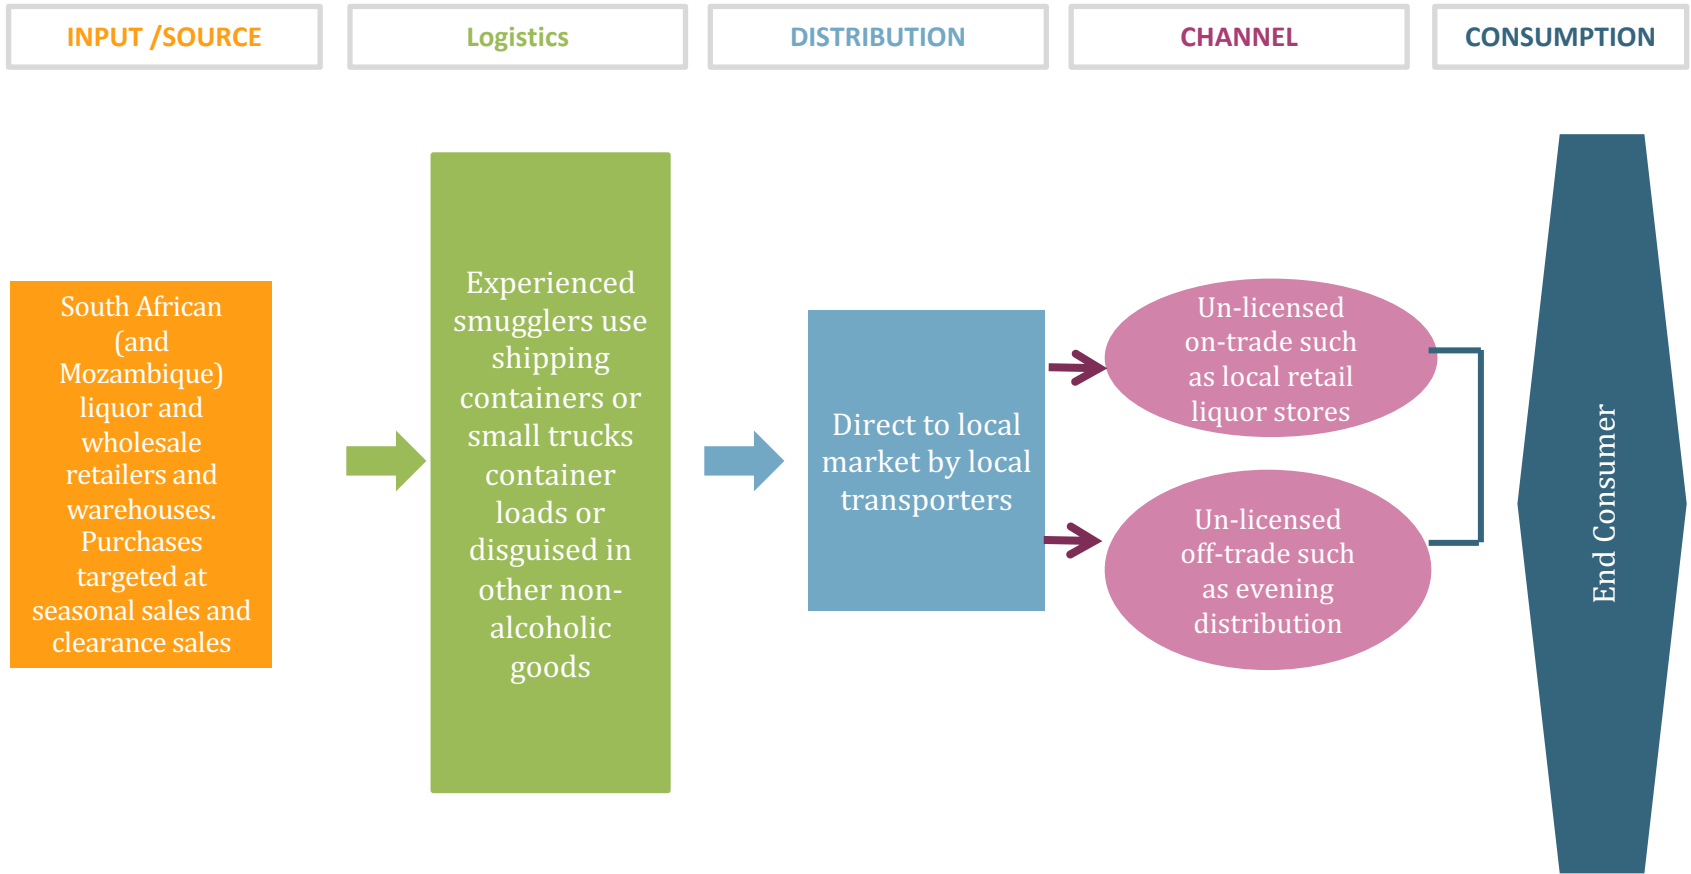 INPUT /SOURCE
Logistics
DISTRIBUTION
CHANNEL
CONSUMPTION
South African
(and
Mozambique)
liquor and
wholesale
retailers and
warehouses.
Purchases
targeted at
seasonal sales and
clearance sales
Experienced
smugglers use
shipping
containers or
small trucks
container
loads or
disguised in
other non-
alcoholic
goods
Direct to local
market by local
transporters
Un-licensed
on-trade such
as local retail
liquor stores
Un-licensed
off-trade such
as evening
distribution
End Consumer